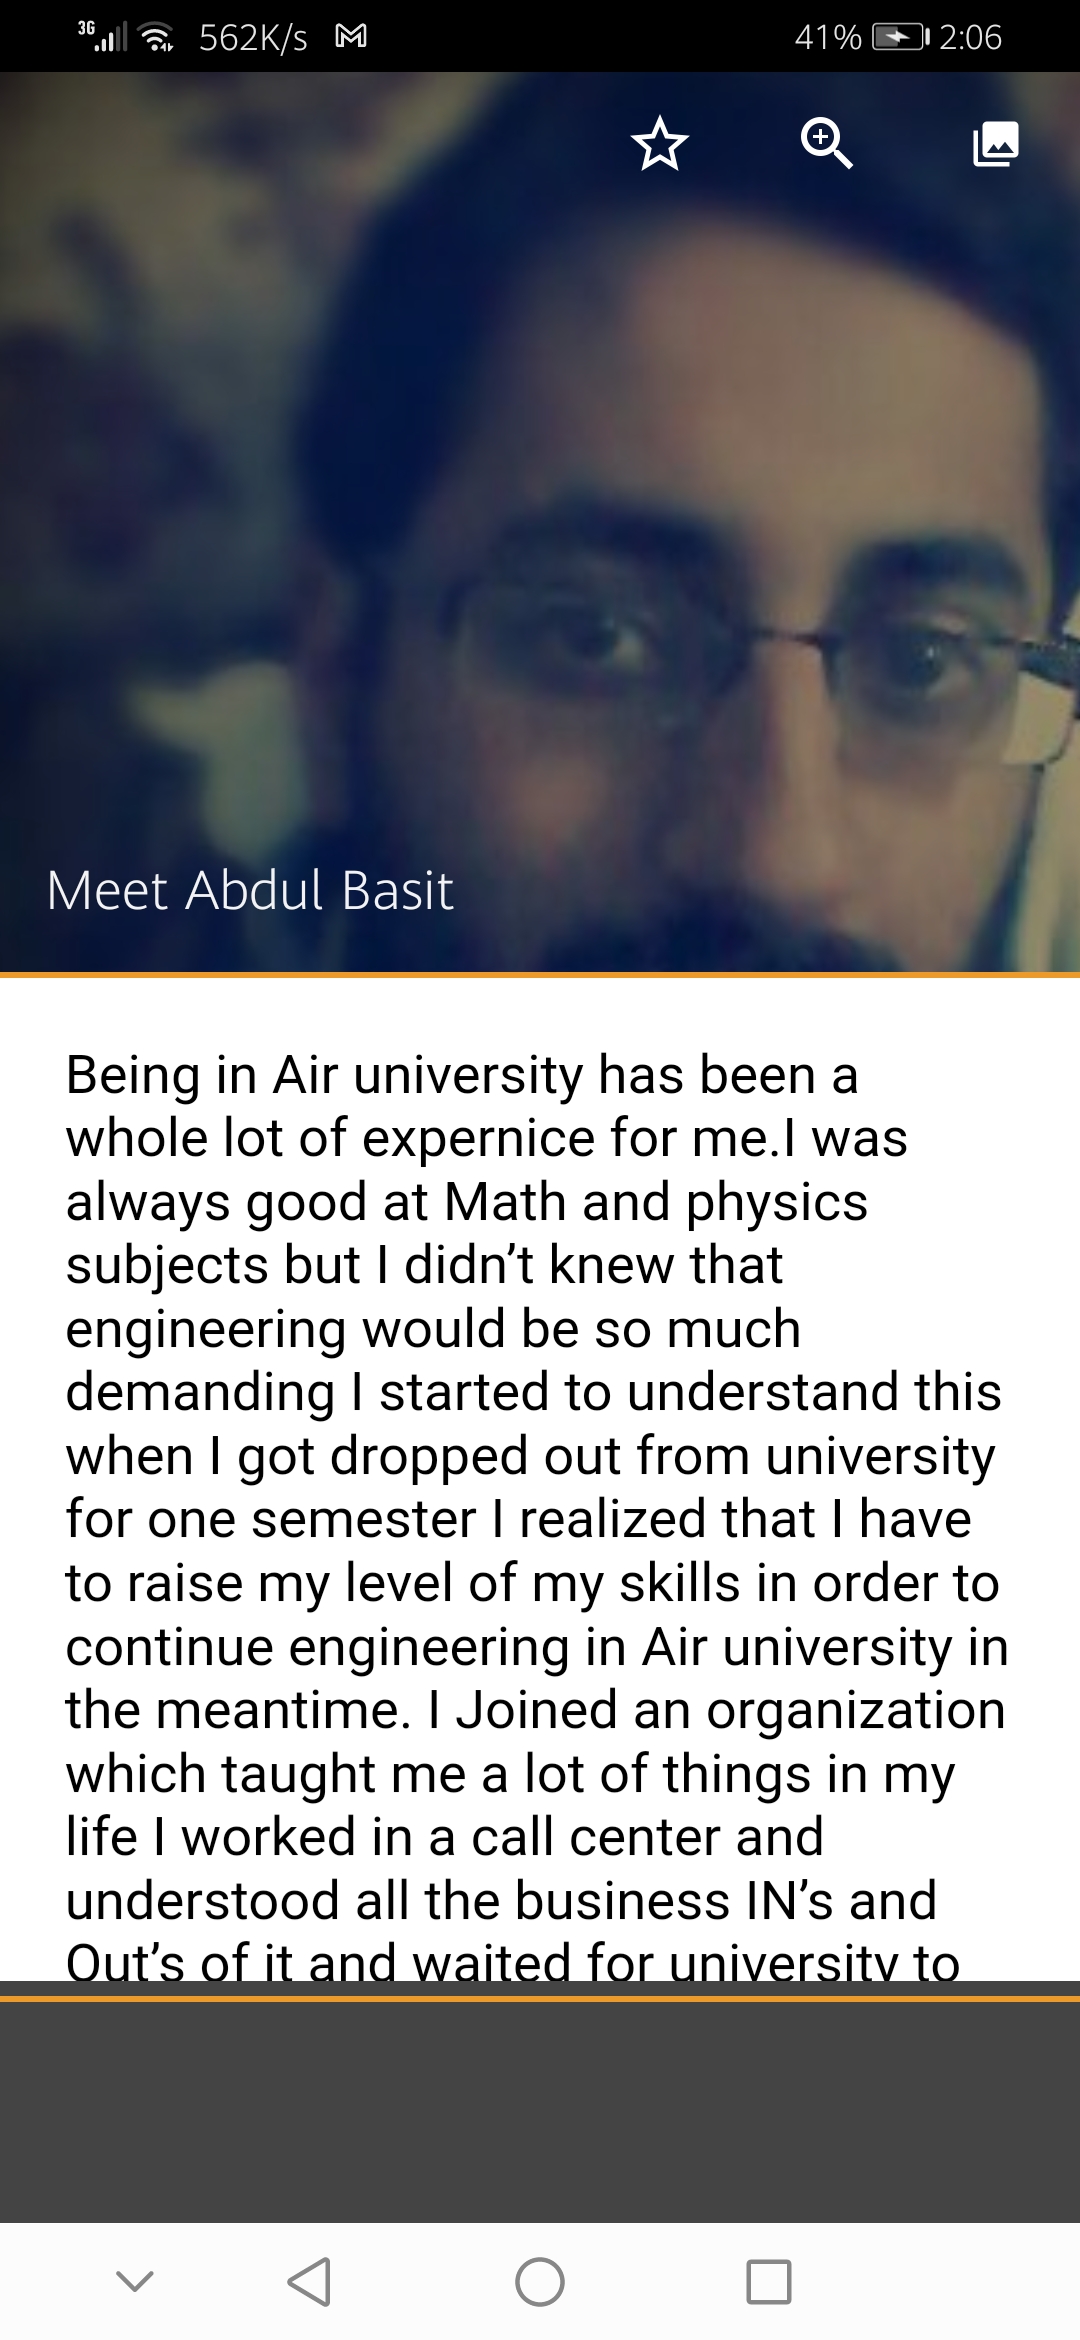 3G 562K/s 41% 2:06
Meet Abdul Basit
Being in Air university has been a
whole lot of expernice for me.I was
always good at Math and physics
subjects but I didn’t knew that
engineering would be so much
demanding I started to understand this
when I got dropped out from university
for one semester I realized that I have
to raise my level of my skills in order to
continue engineering in Air university in
the meantime. I Joined an organization
which taught me a lot of things in my
life I worked in a call center and
understood all the business IN’s and
Out’s of it and waited for university to